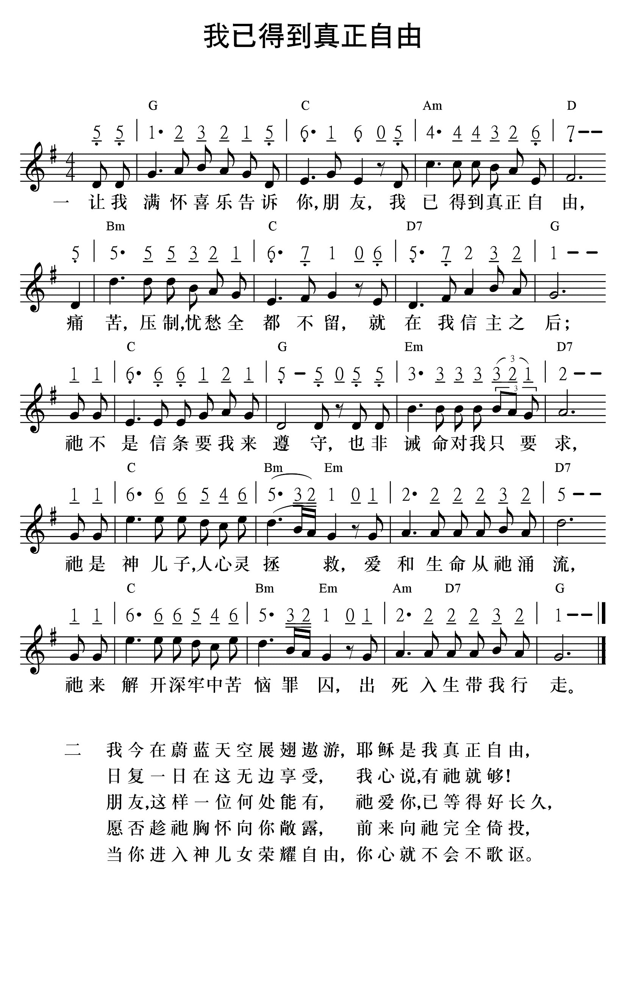 我已得到真正自由
G C Am D
5 5 | 1• 2 3 2 1 5 | 6• 1 6 0 5 | 4• 4 4 3 2 6 | 7 – –
4
4
一 让我满怀喜乐告诉你,朋友, 我已得到真正自由,
Bm C D7 G
5 | 5• 5 5 3 2 1 | 6• 7 1 0 6 | 5• 7 2 3 2 | 1 – –
痛苦, 压制,忧愁全都不留, 就在我信主之后;
C G Em D7
1 1 | 6• 6 6 1 2 1 | 5 – 5 0 5 5 | 3• 3 3 3 3 2 1 | 2 – –
3
3
祂不是信条要我来遵守, 也非诫命对我只要求,
C Bm Em D7
1 1 | 6• 6 6 5 4 6 | 5• 3 2 1 0 1 | 2• 2 2 2 3 2 | 5 – –
祂是神儿子,人心灵拯救, 爱和生命从祂涌流,
C Bm Em Am D7 G
1 1 | 6• 6 6 5 4 6 | 5• 3 2 1 0 1 | 2• 2 2 2 3 2 | 1 – –
祂来解开深牢中苦恼罪囚, 出死入生带我行走。
二 我今在蔚蓝天空展翅遨游, 耶稣是我真正自由,
日复一日在这无边享受, 我心说,有祂就够!
朋友,这样一位何处能有, 祂爱你,已等得好长久,
愿否趁祂胸怀向你敞露, 前来向祂完全倚投,
当你进入神儿女荣耀自由, 你心就不会不歌讴。